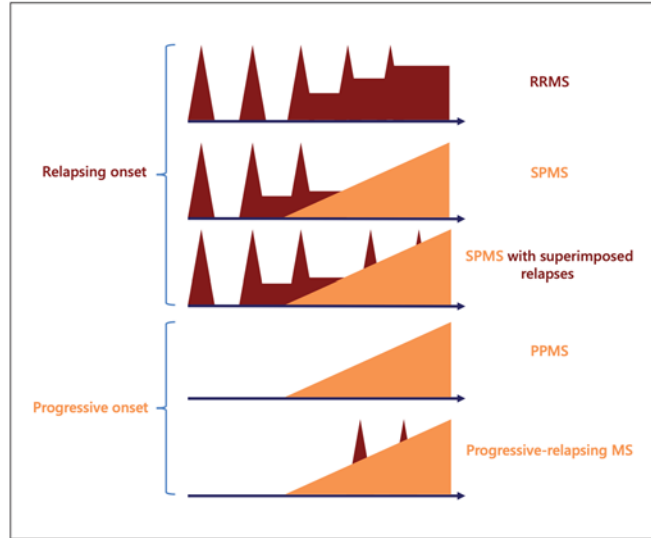 RRMS
Relapsing onset
SPMS
SPMS with superimposed
relapses
PPMS
Progressive onset
Progressive-relapsing MS